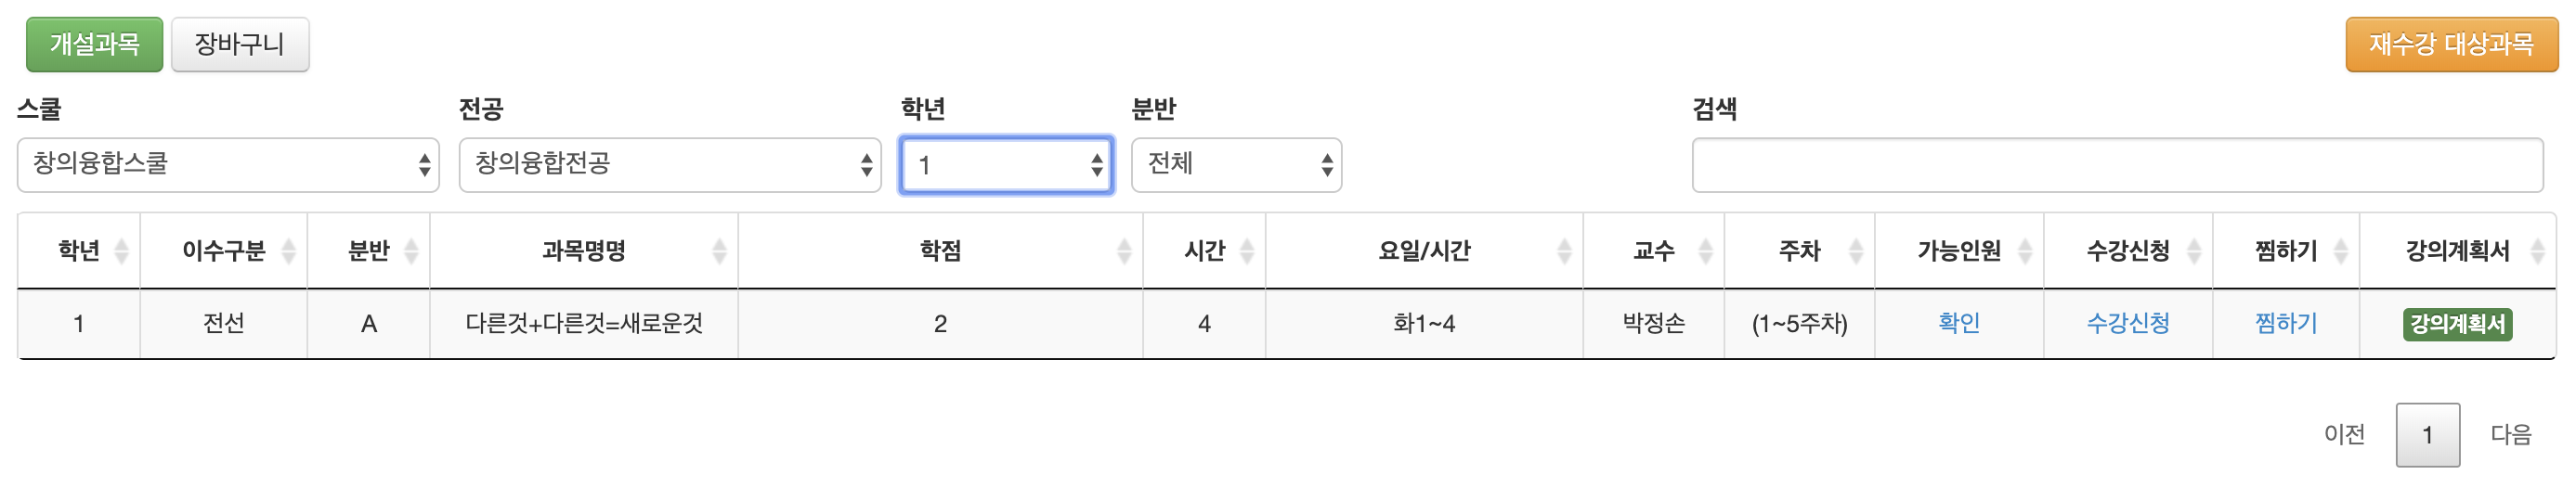 개설과목 장바구니 재수강 대상과목
스쿨 전공 학년 분반 검색
창의융합스쿨 창의융합전공 1 전체
학년 이수구분 분반 과목명명 학점 시간 요일/시간 교수 주차 가능인원 수강신청 찜하기 강의계획서
1 전선 A 다른것+다른것=새로운것 2 4 화1~4 박정손 (1~5주차) 확인 수강신청 찜하기 강의계획서
이전 1 다음